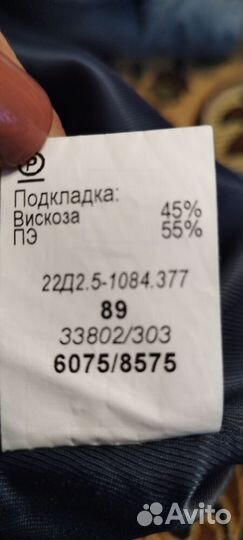 P
Подкладка:
Вискоза 45%
ПЭ 55%
22Д2.5-1084.377
89
33802/303
6075/8575
Avito